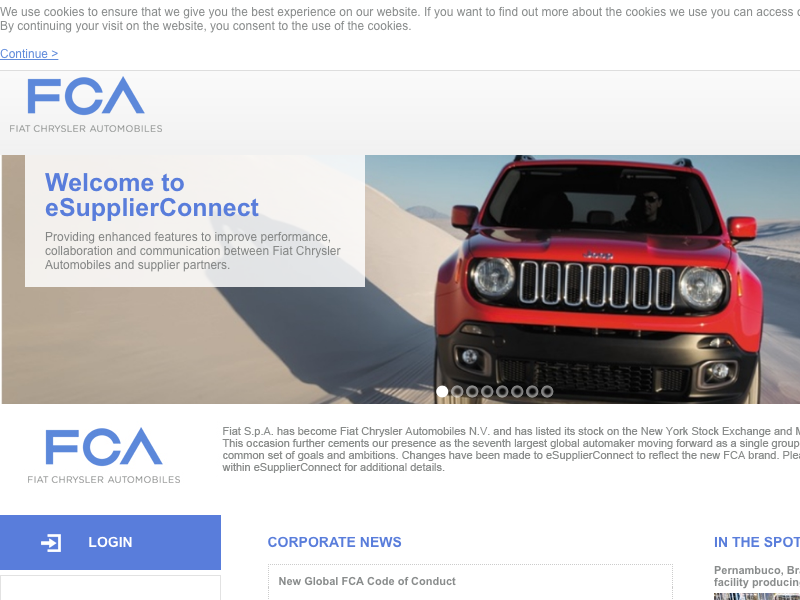 We use cookies to ensure that we give you the best experience on our website. If you want to find out more about the cookies we use you can access
By continuing your visit on the website, you consent to the use of the cookies.
Continue >
FCA
FIAT CHRYSLER AUTOMOBILES
Welcome to
eSupplierConnect
Providing enhanced features to improve performance,
collaboration and communication between Fiat Chrysler
Automobiles and supplier partners.
Jeep
FCA
FIAT CHRYSLER AUTOMOBILES
Fiat S.p.A. has become Fiat Chrysler Automobiles N.V. and has listed its stock on the New York Stock Exchange and
This occasion further cements our presence as the seventh largest global automaker moving forward as a single group
common set of goals and ambitions. Changes have been made to eSupplierConnect to reflect the new FCA brand.
within eSupplierConnect for additional details.
LOGIN
CORPORATE NEWS
New Global FCA Code of Conduct
IN THE SPOT
Pernambuco,
facility